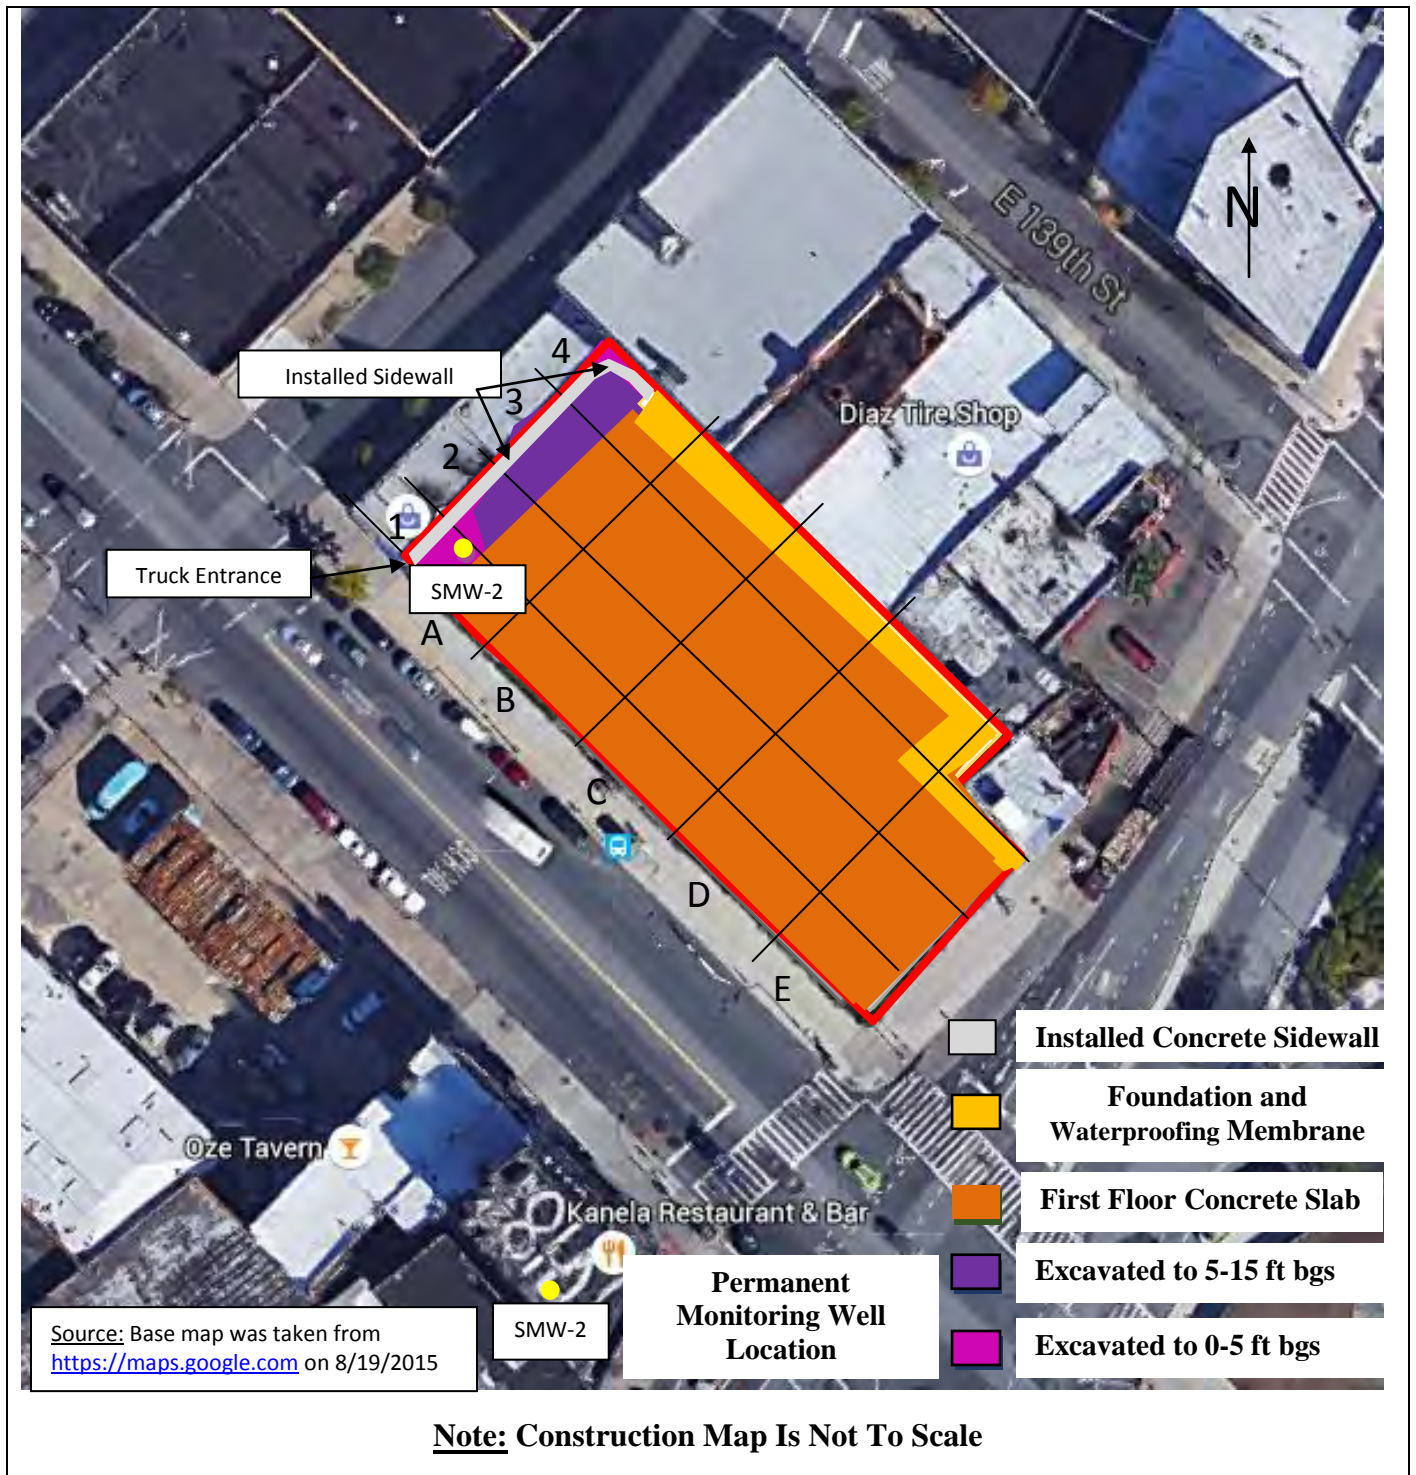 E 139th St
N
4
Installed Sidewall
3
Diaz Tire Shop
2
1
Truck Entrance
SMW-2
A
B
C
D
E
Installed Concrete Sidewall
Foundation and
Waterproofing Membrane
Oze Tavern
First Floor Concrete Slab
Kanela Restaurant & Bar
Excavated to 5-15 ft bgs
Permanent
Monitoring Well
Location
SMW-2
Excavated to 0-5 ft bgs
Source: Base map was taken from
https://maps.google.com on 8/19/2015
Note: Construction Map Is Not To Scale